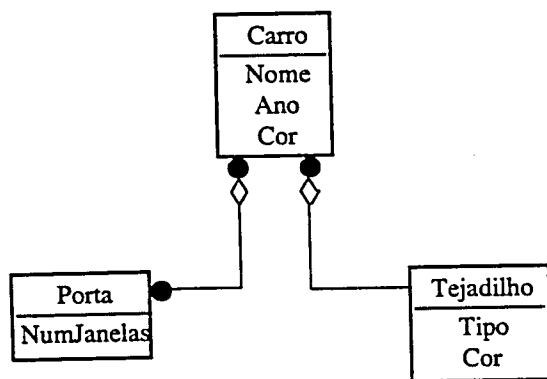 Carro
Nome
Ano
Cor
Porta
NumJanelas
Tejadilho
Tipo
Cor